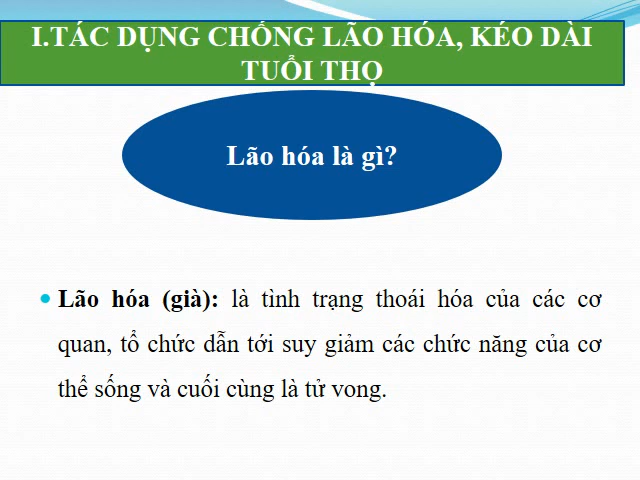 I.TÁC DỤNG CHỐNG LÃO HÓA, KÉO DÀI
TUỔI THỌ
Lão hóa là gì?
• Lão hóa (già): là tình trạng thoái hóa của các cơ
quan, tổ chức dẫn tới suy giảm các chức năng của cơ
thể sống và cuối cùng là tử vong.